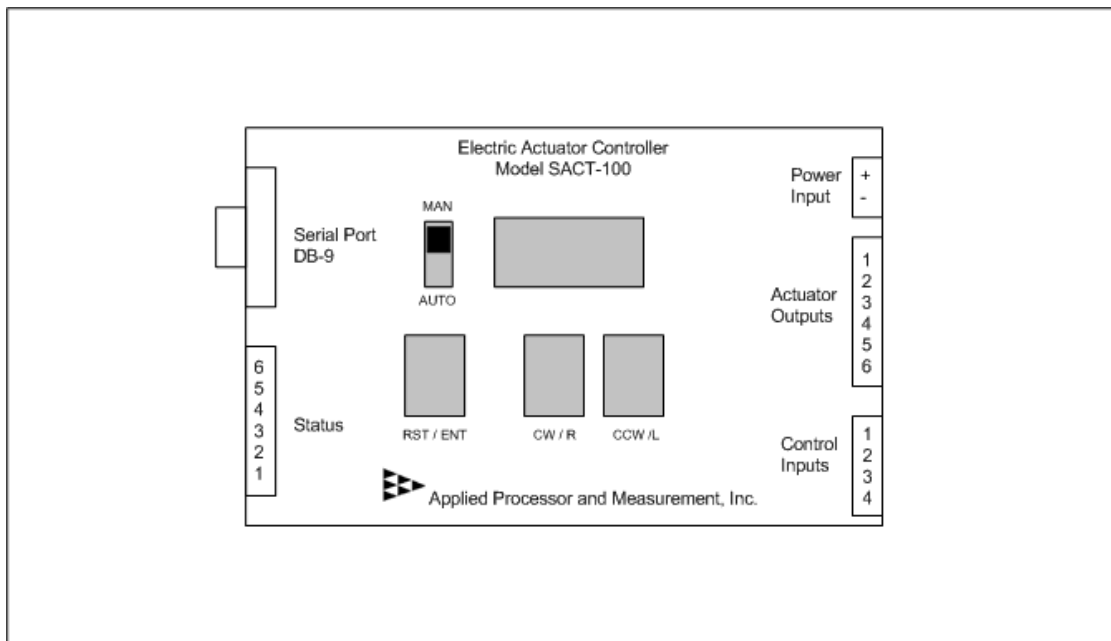 Electric Actuator Controller
Model SACT-100
Power
Input
+
-
MAN
AUTO
Serial Port
DB-9
Actuator
Outputs
1
2
3
4
5
6
6
5
4
3
2
1
Status
RST / ENT
CW / R
CCW /L
Control
Inputs
1
2
3
4
Applied Processor and Measurement, Inc.